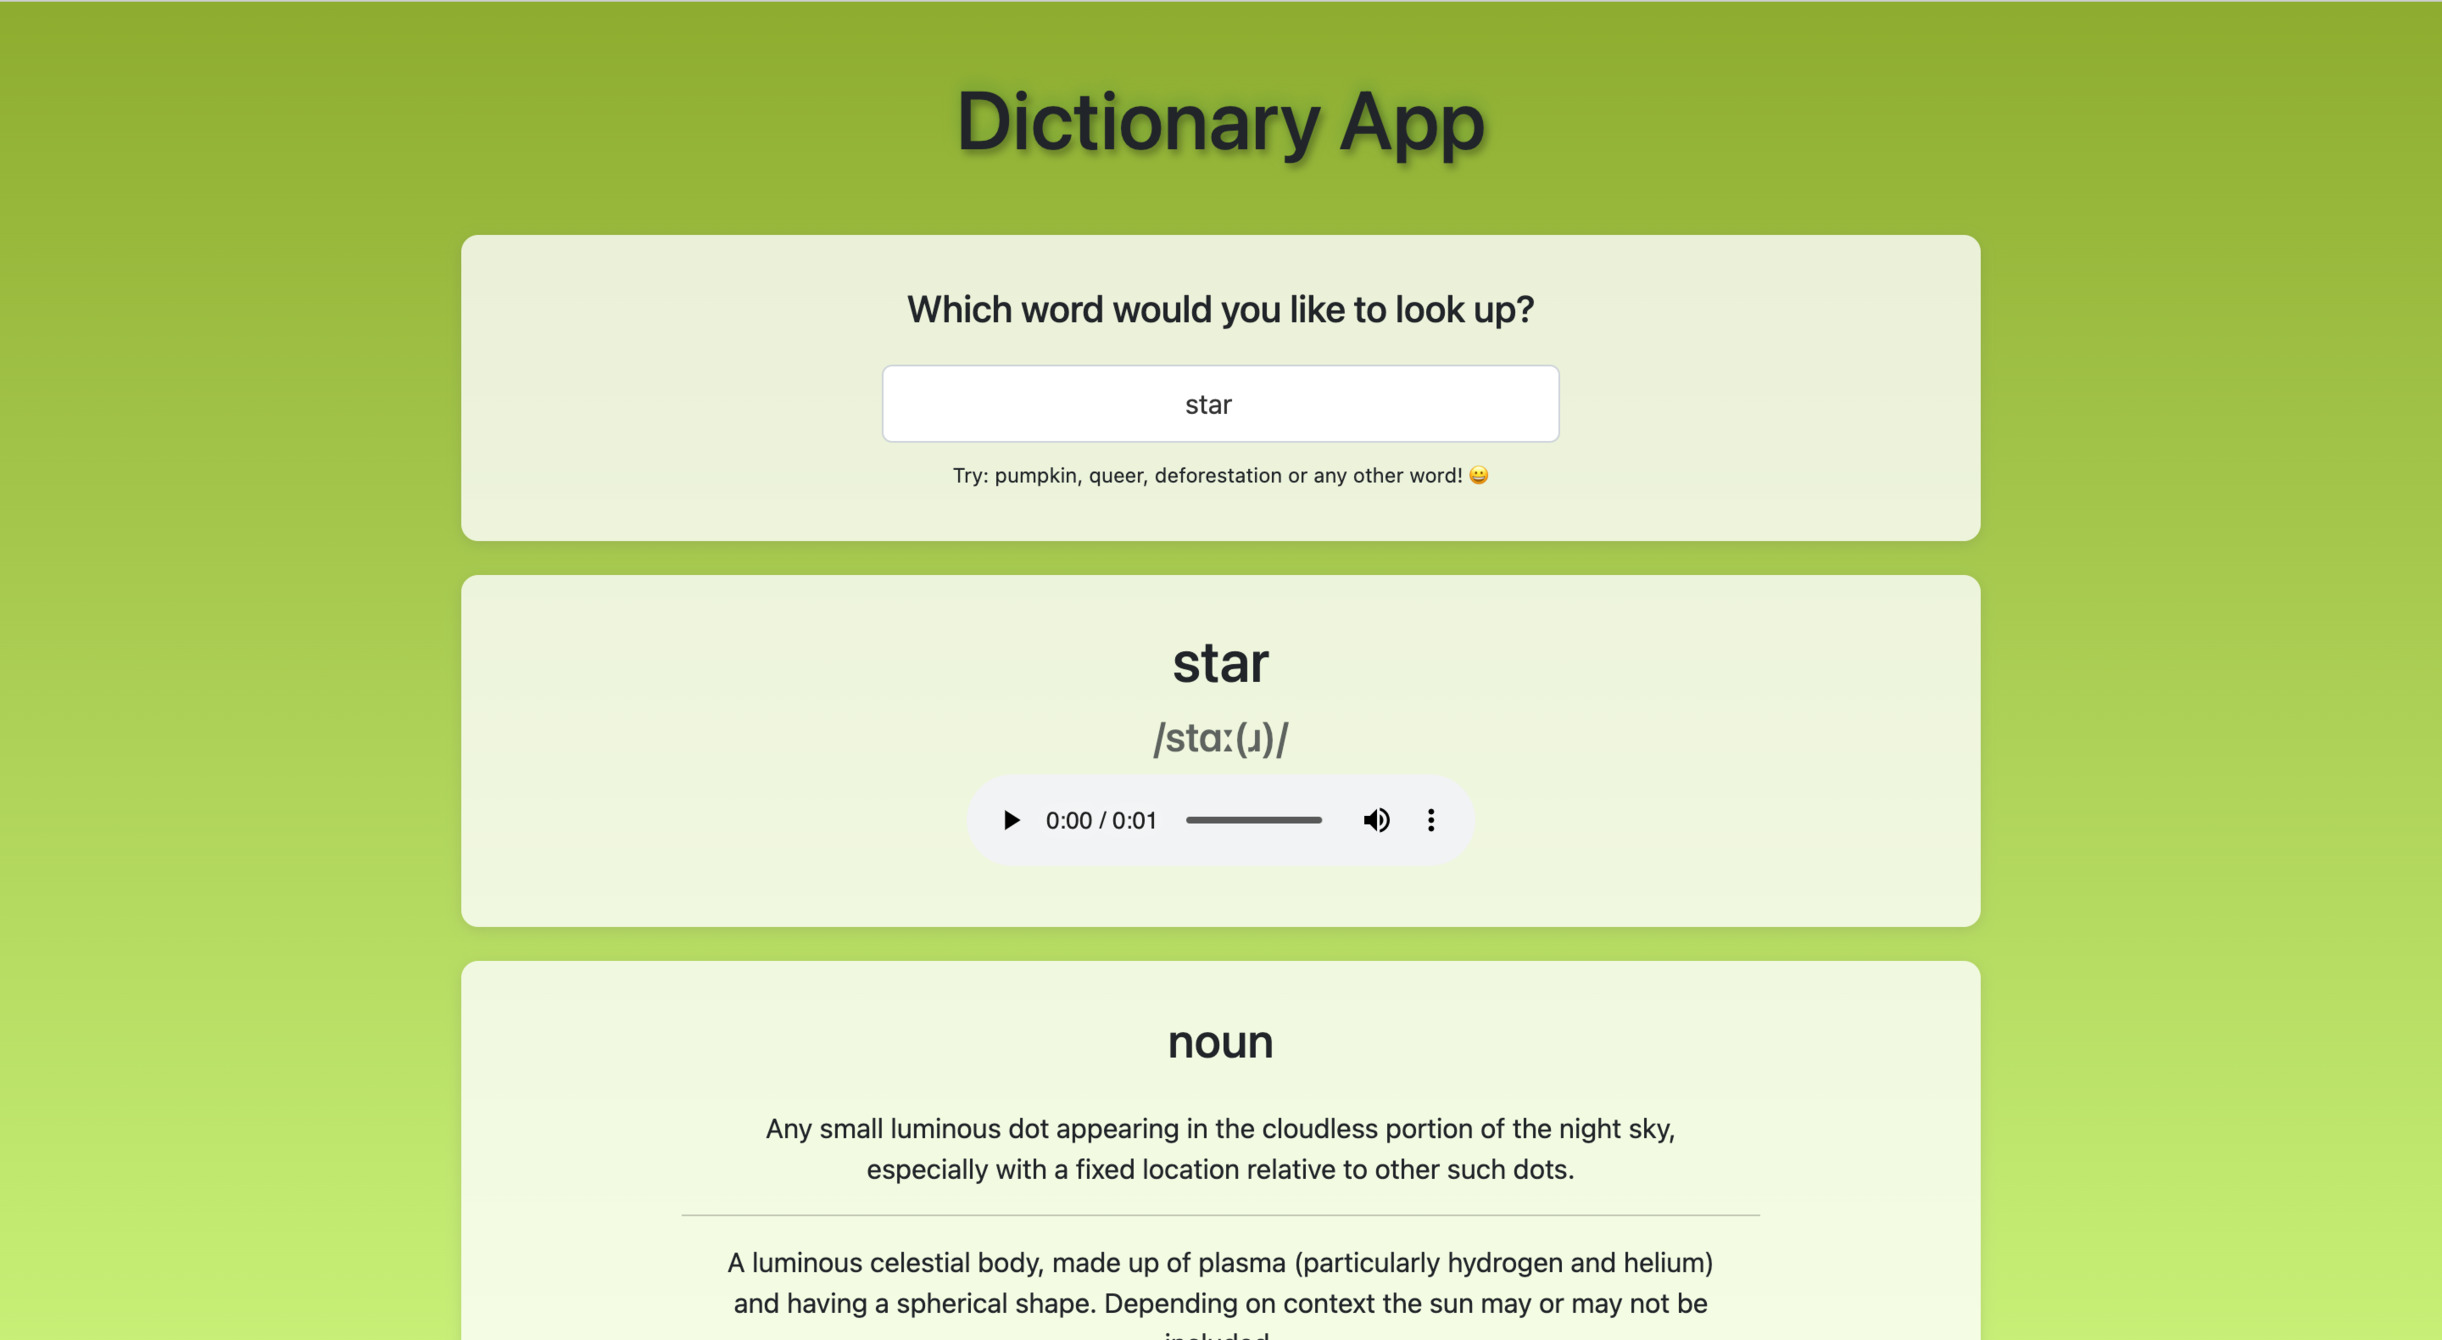 Dictionary App
Which word would you like to look up?
star
Try: pumpkin, queer, deforestation or any other word! 😀
star
/stɑː(ɹ)/
0:00 / 0:01
noun
Any small luminous dot appearing in the cloudless portion of the night sky,
especially with a fixed location relative to other such dots.
A luminous celestial body, made up of plasma (particularly hydrogen and helium)
and having a spherical shape. Depending on context the sun may or may not be